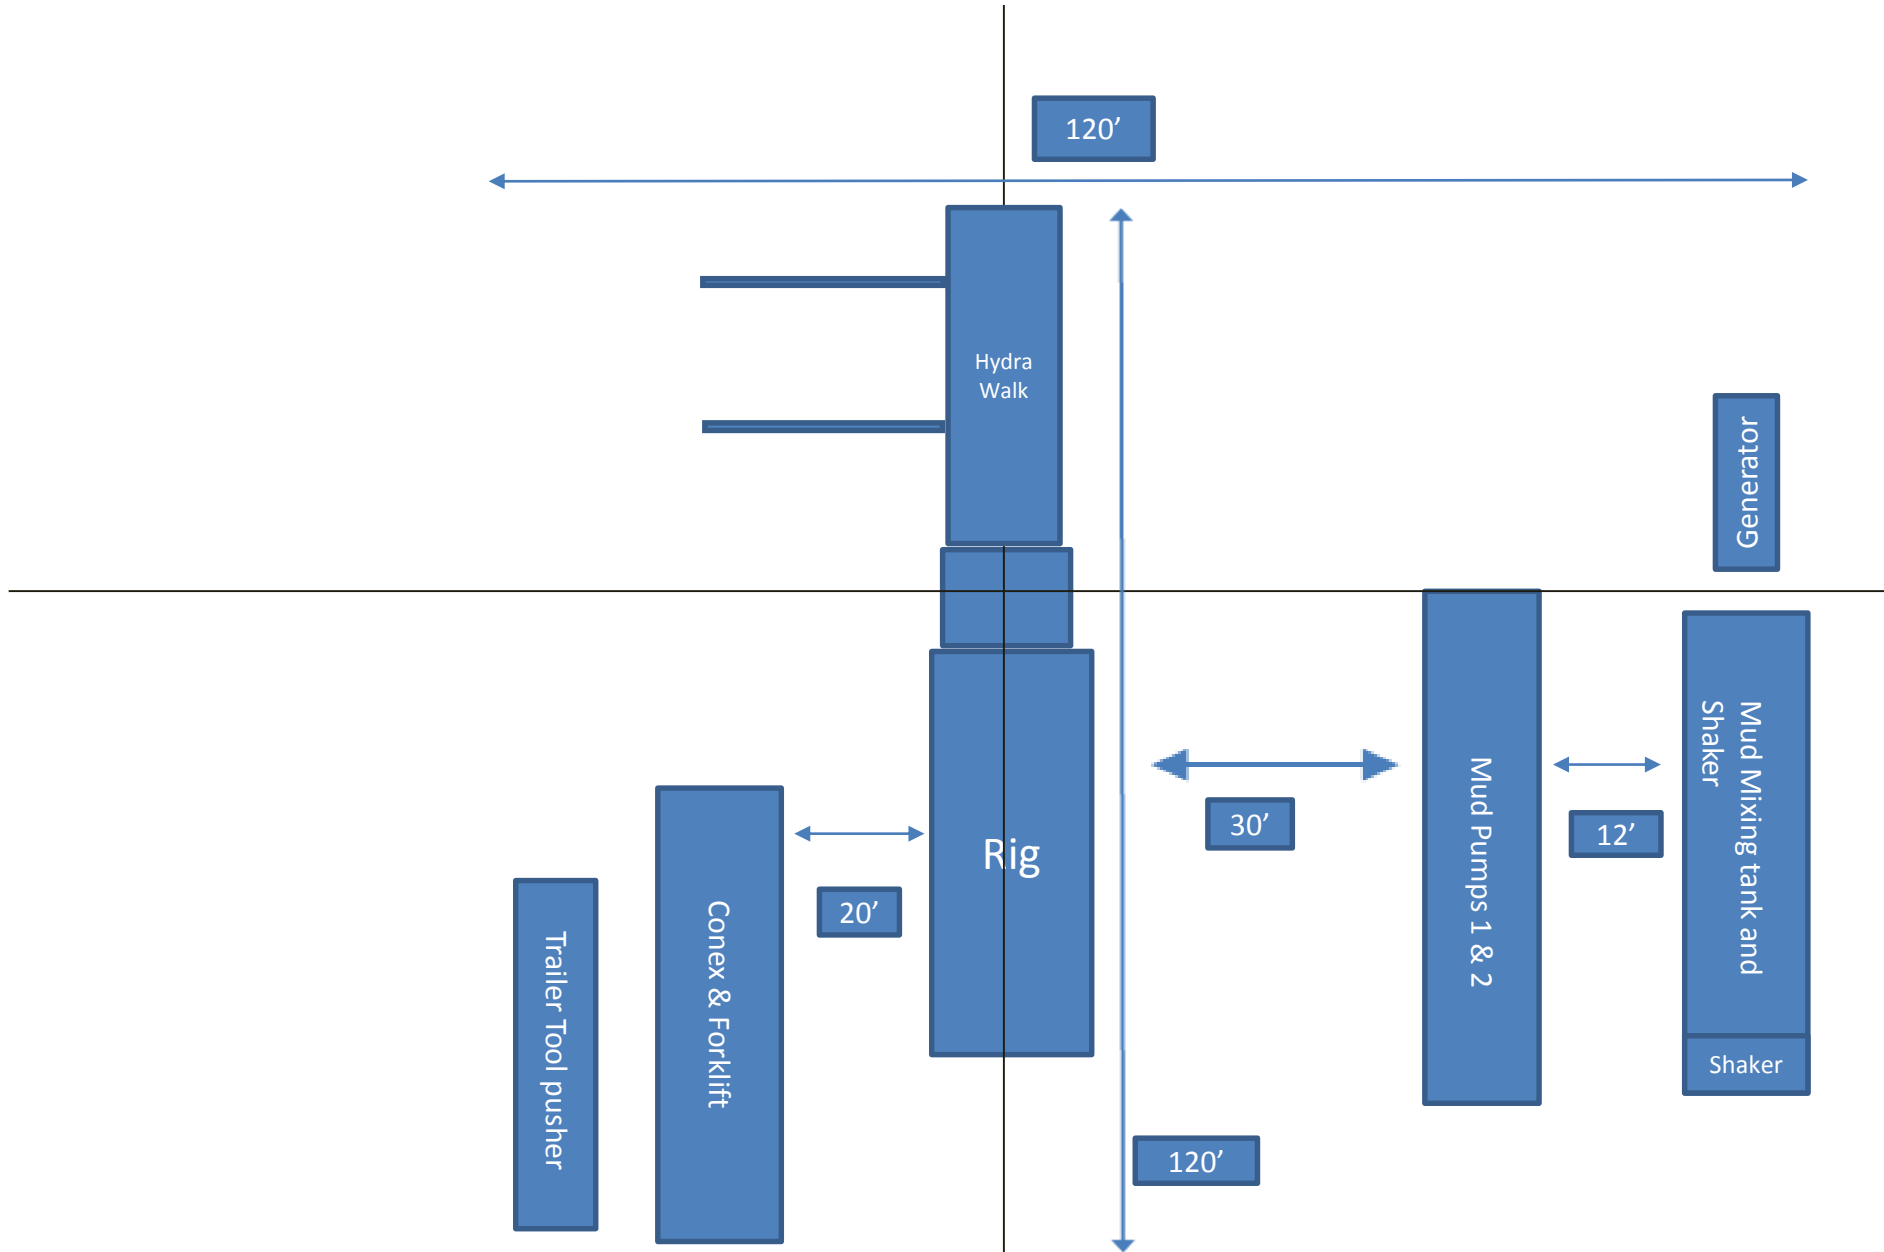 120’
Hydra
Walk
Generator
Mud Mixing tank and
Shaker
Mud Pumps 1 & 2
30’
12’
Rig
20’
Conex & Forklift
Trailer Tool pusher
Shaker
120’